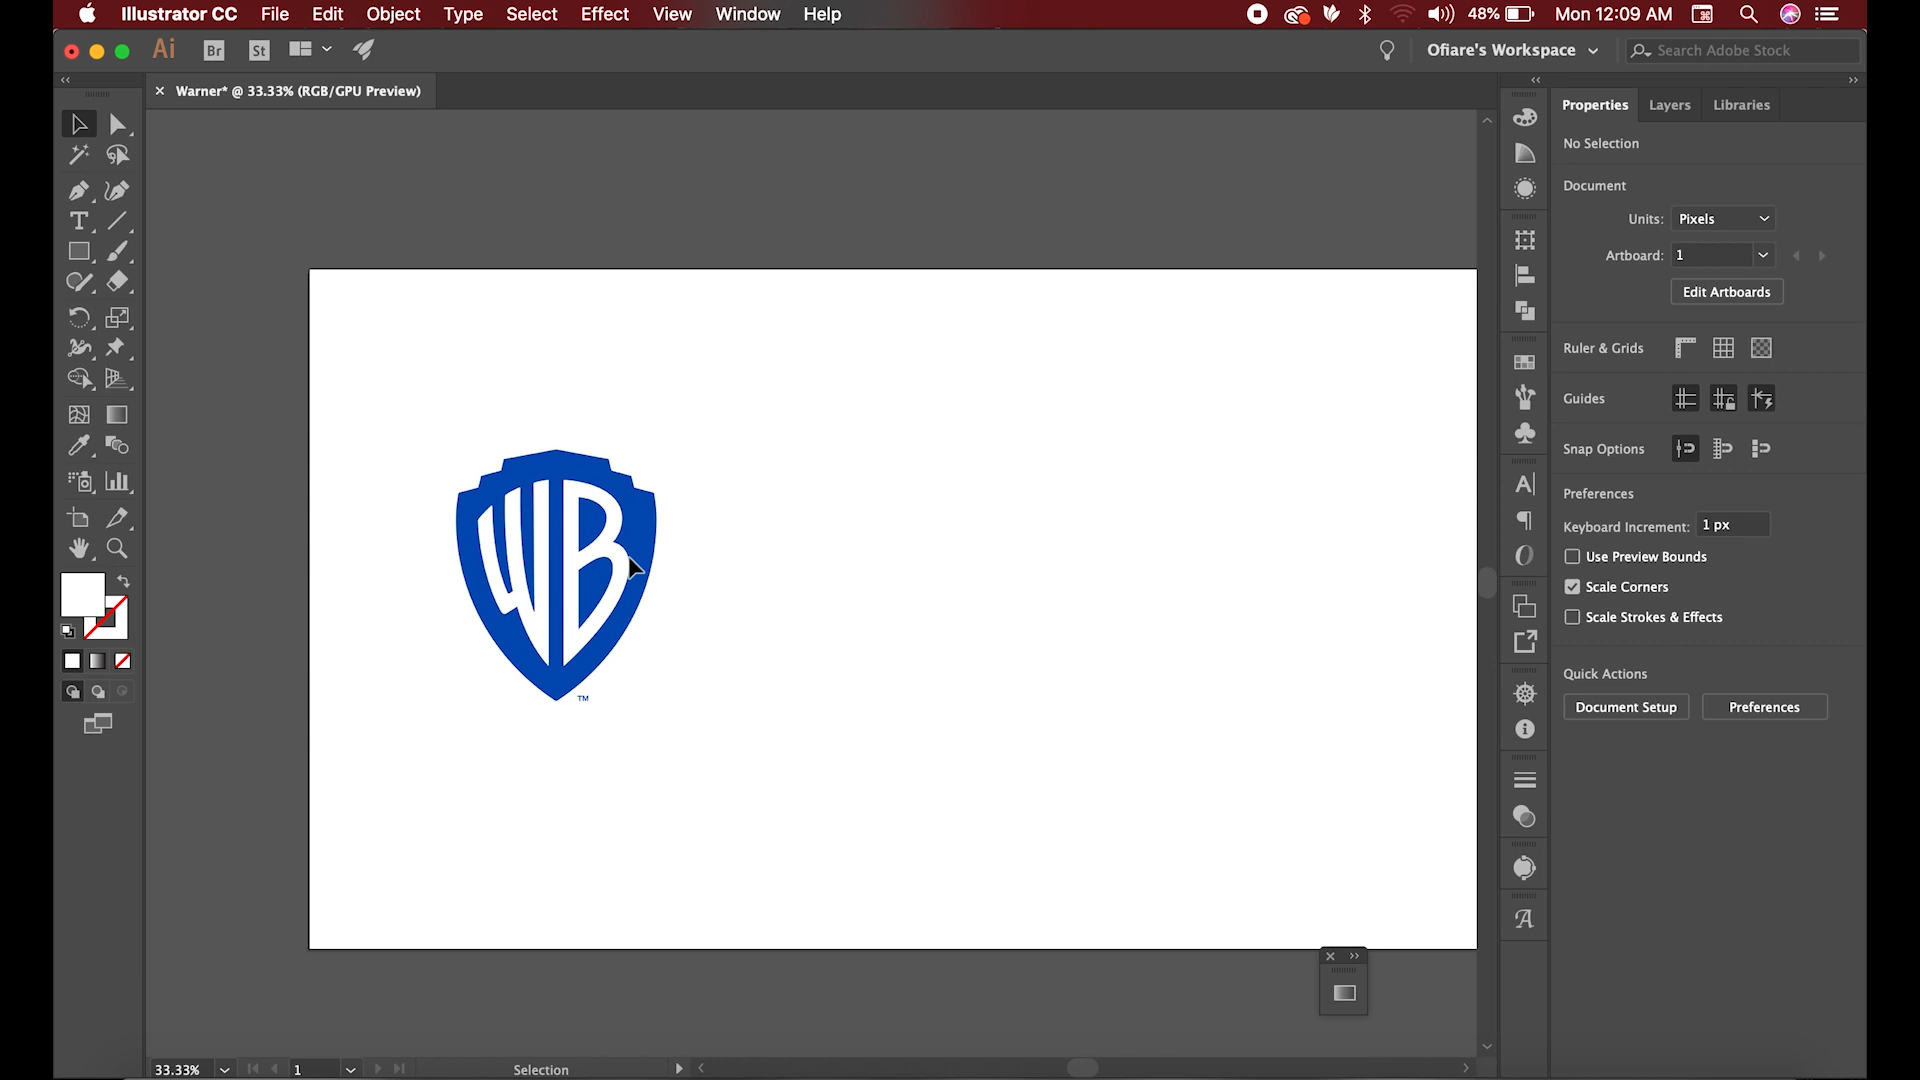 Illustrator CC File Edit Object Type Select Effect View Window Help
48% Mon 12:09 AM
Ai Br St
Ofiare's Workspace
Search Adobe Stock
Warner* @ 33.33% (RGB/GPU Preview)
Properties Layers Libraries
No Selection
Document
Units: Pixels
Artboard: 1
Edit Artboards
Ruler & Grids
Guides
Snap Options
Preferences
Keyboard Increment: 1 px
Use Preview Bounds
Scale Corners
Scale Strokes & Effects
Quick Actions
Document Setup Preferences
WB
TM
33.33% 1 Selection